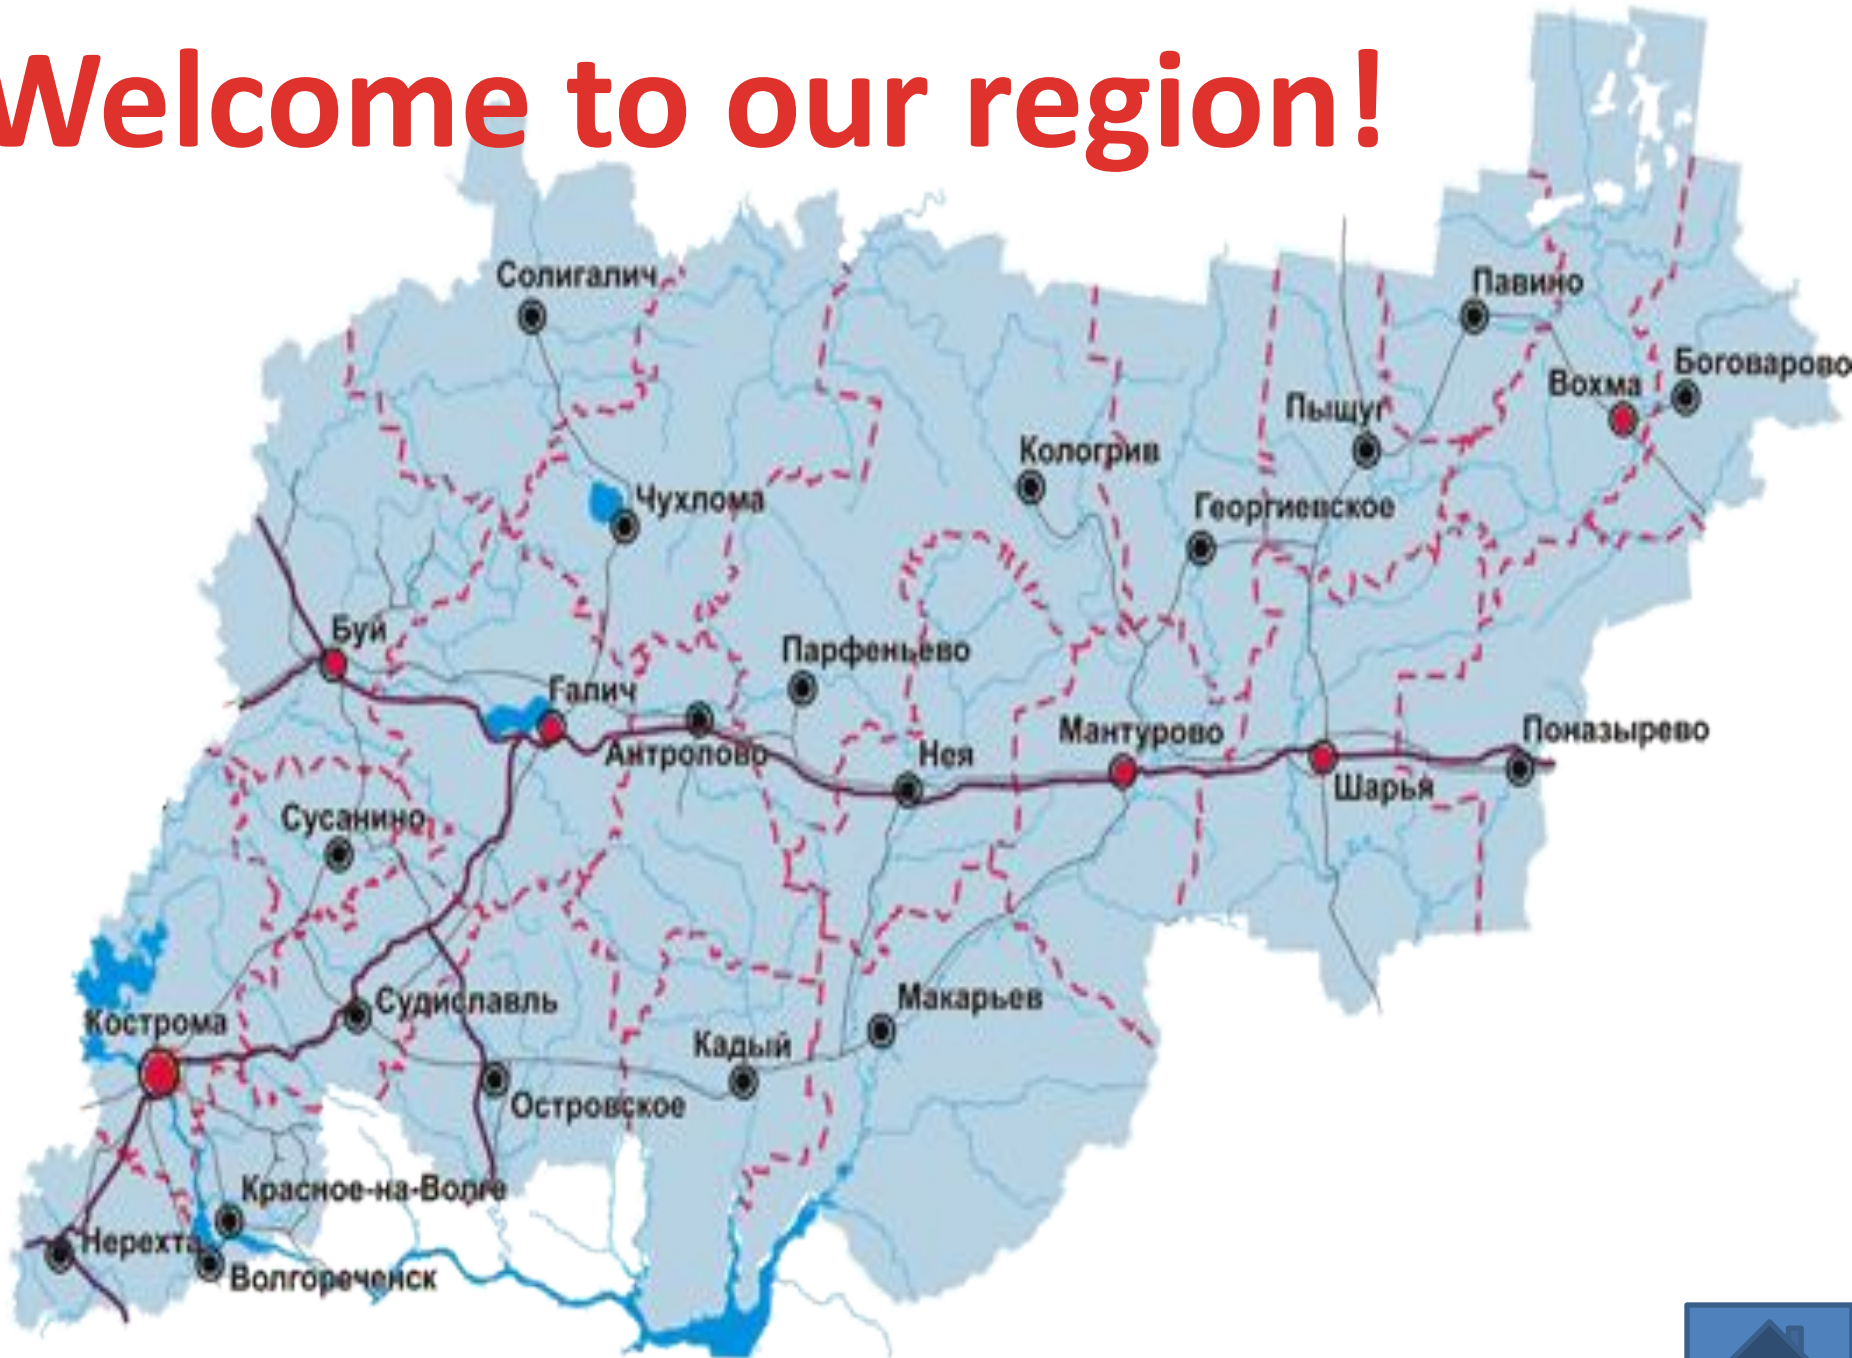 Welcome to our region!
Солигалич
Павино
Боговарово
Вохма
Пыщуг
Кологрив
Чухлома
Георгиевское
Буй
Парфеньево
Галич
Антропово
Нея
Мантурово
Поназырево
Шарья
Сусанино
Судиславль
Макарьев
Кострома
Кадый
Островское
Красное-на-Волге
Нерехта
Волгореченск